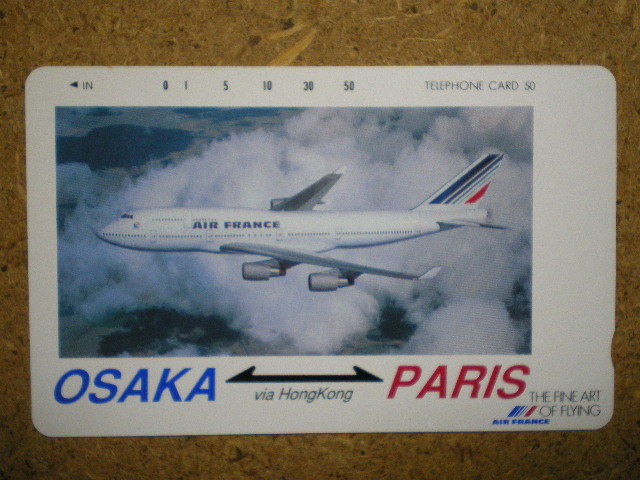 ◄ IN 0 1 5 10 30 50 TELEPHONE CARD 50
AIR FRANCE
OSAKA via HongKong PARIS
THE FINE ART
OF FLYING
AIR FRANCE